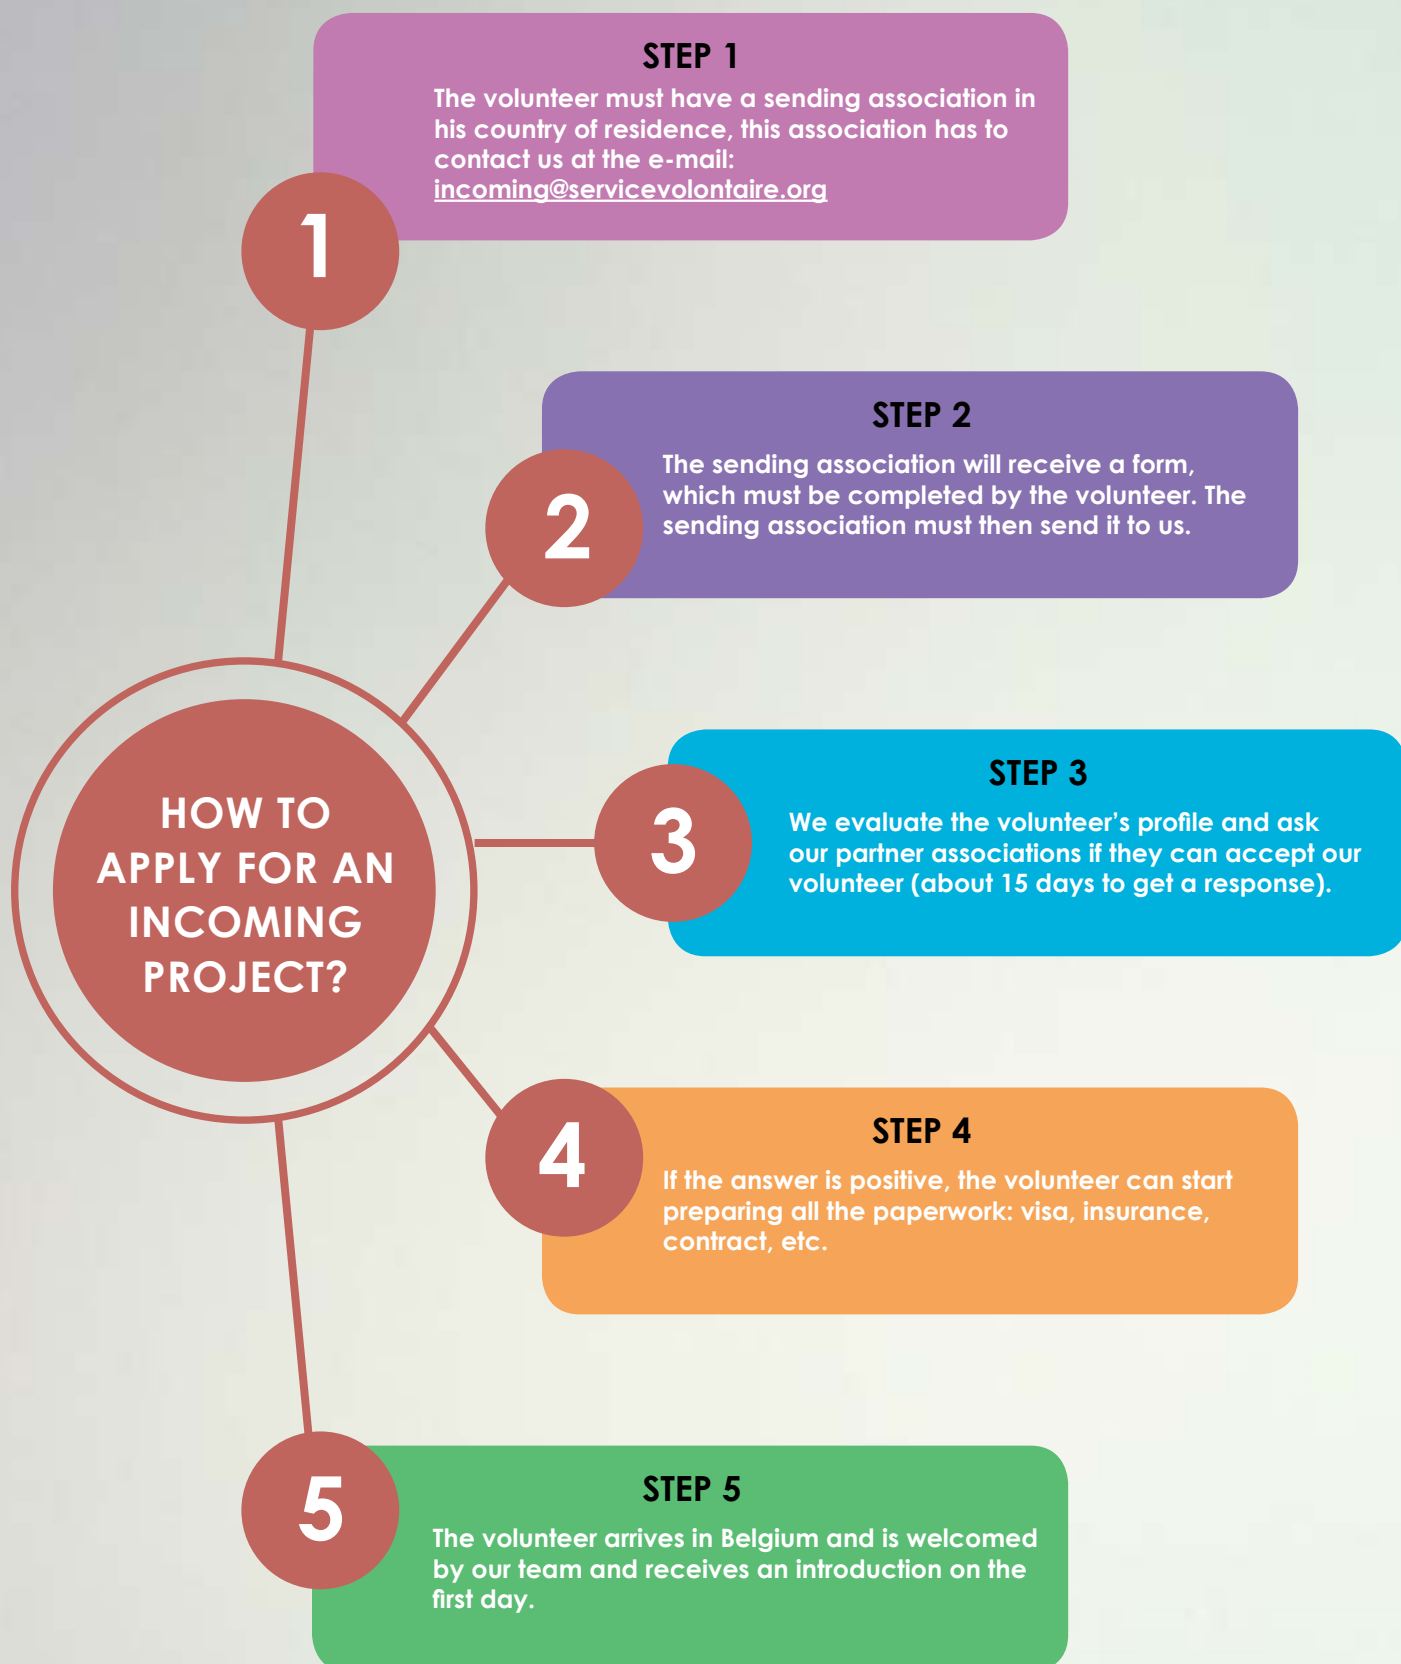 STEP 1
The volunteer must have a sending association in
his country of residence, this association has to
contact us at the e-mail:
incoming@servicevolontaire.org
1
STEP 2
The sending association will receive a form,
which must be completed by the volunteer. The
sending association must then send it to us.
2
HOW TO
APPLY FOR AN
INCOMING
PROJECT?
STEP 3
We evaluate the volunteer’s profile and ask
our partner associations if they can accept our
volunteer (about 15 days to get a response).
3
STEP 4
If the answer is positive, the volunteer can start
preparing all the paperwork: visa, insurance,
contract, etc.
4
STEP 5
The volunteer arrives in Belgium and is welcomed
by our team and receives an introduction on the
first day.
5